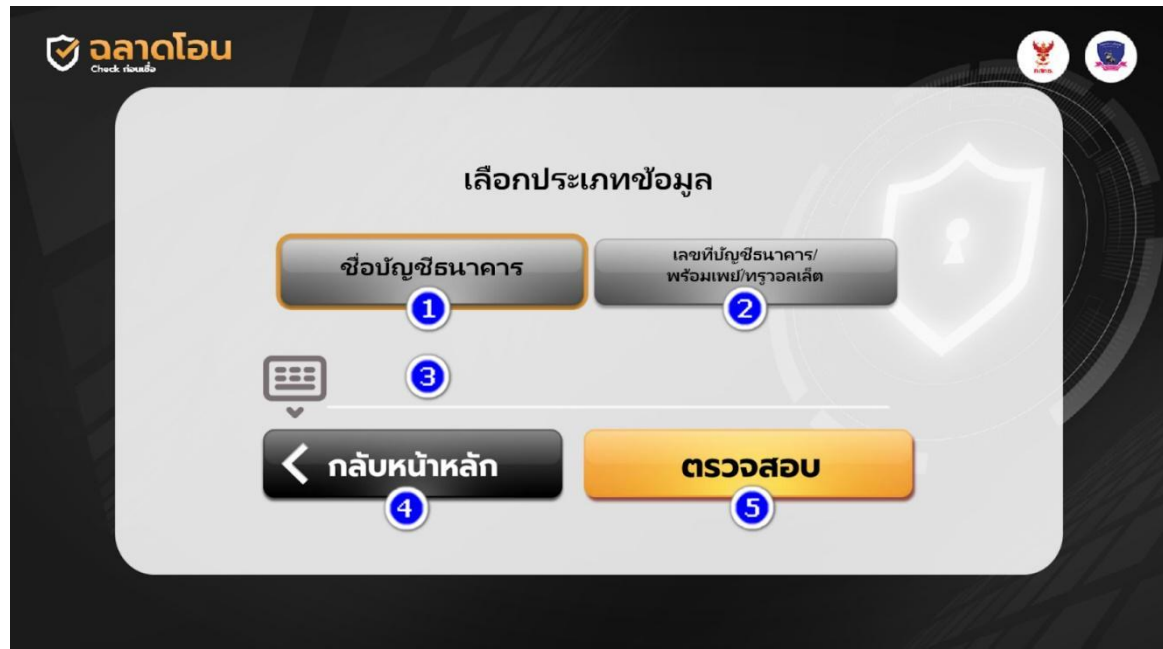 ฉลาดโอน
Check ก่อนเชื่อ
กสทช.
เลือกประเภทข้อมูล
ชื่อบัญชีธนาคาร
1
เลขที่บัญชีธนาคาร/
พร้อมเพย์/ทรูวอลเล็ต
2
3
กลับหน้าหลัก
4
ตรวจสอบ
5